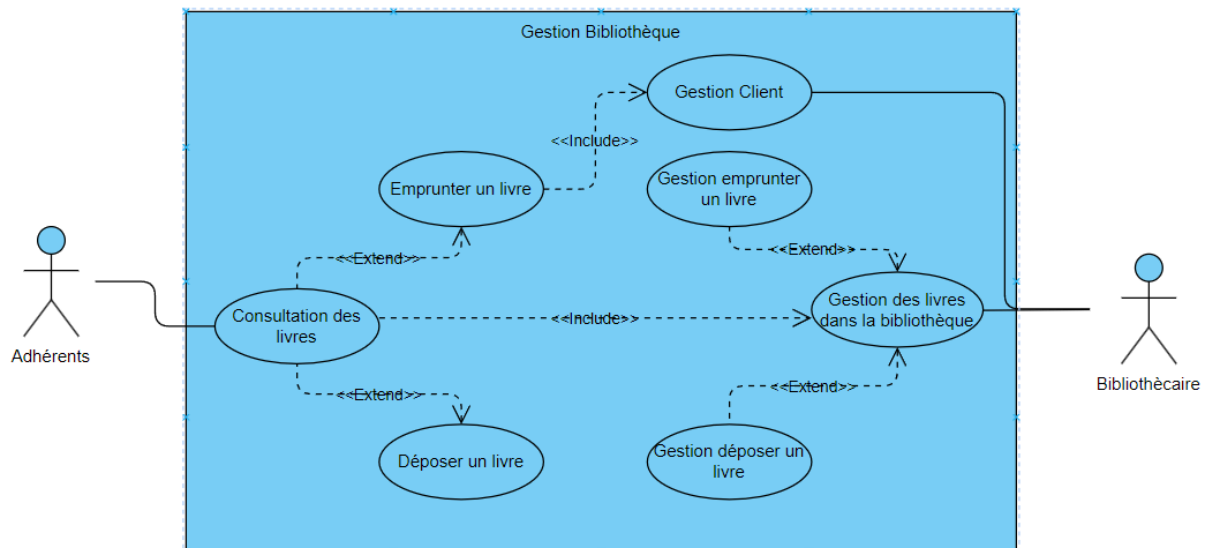 Gestion Bibliothèque
Gestion Client
<<Include>>
Emprunter un livre
Gestion emprunter
un livre
<<Extend>>
<<Extend>>
Adhérents
Consultation des
livres
<<Include>>
Gestion des livres
dans la bibliothèque
Bibliothècaire
<<Extend>>
<<Extend>>
Déposer un livre
Gestion déposer un
livre